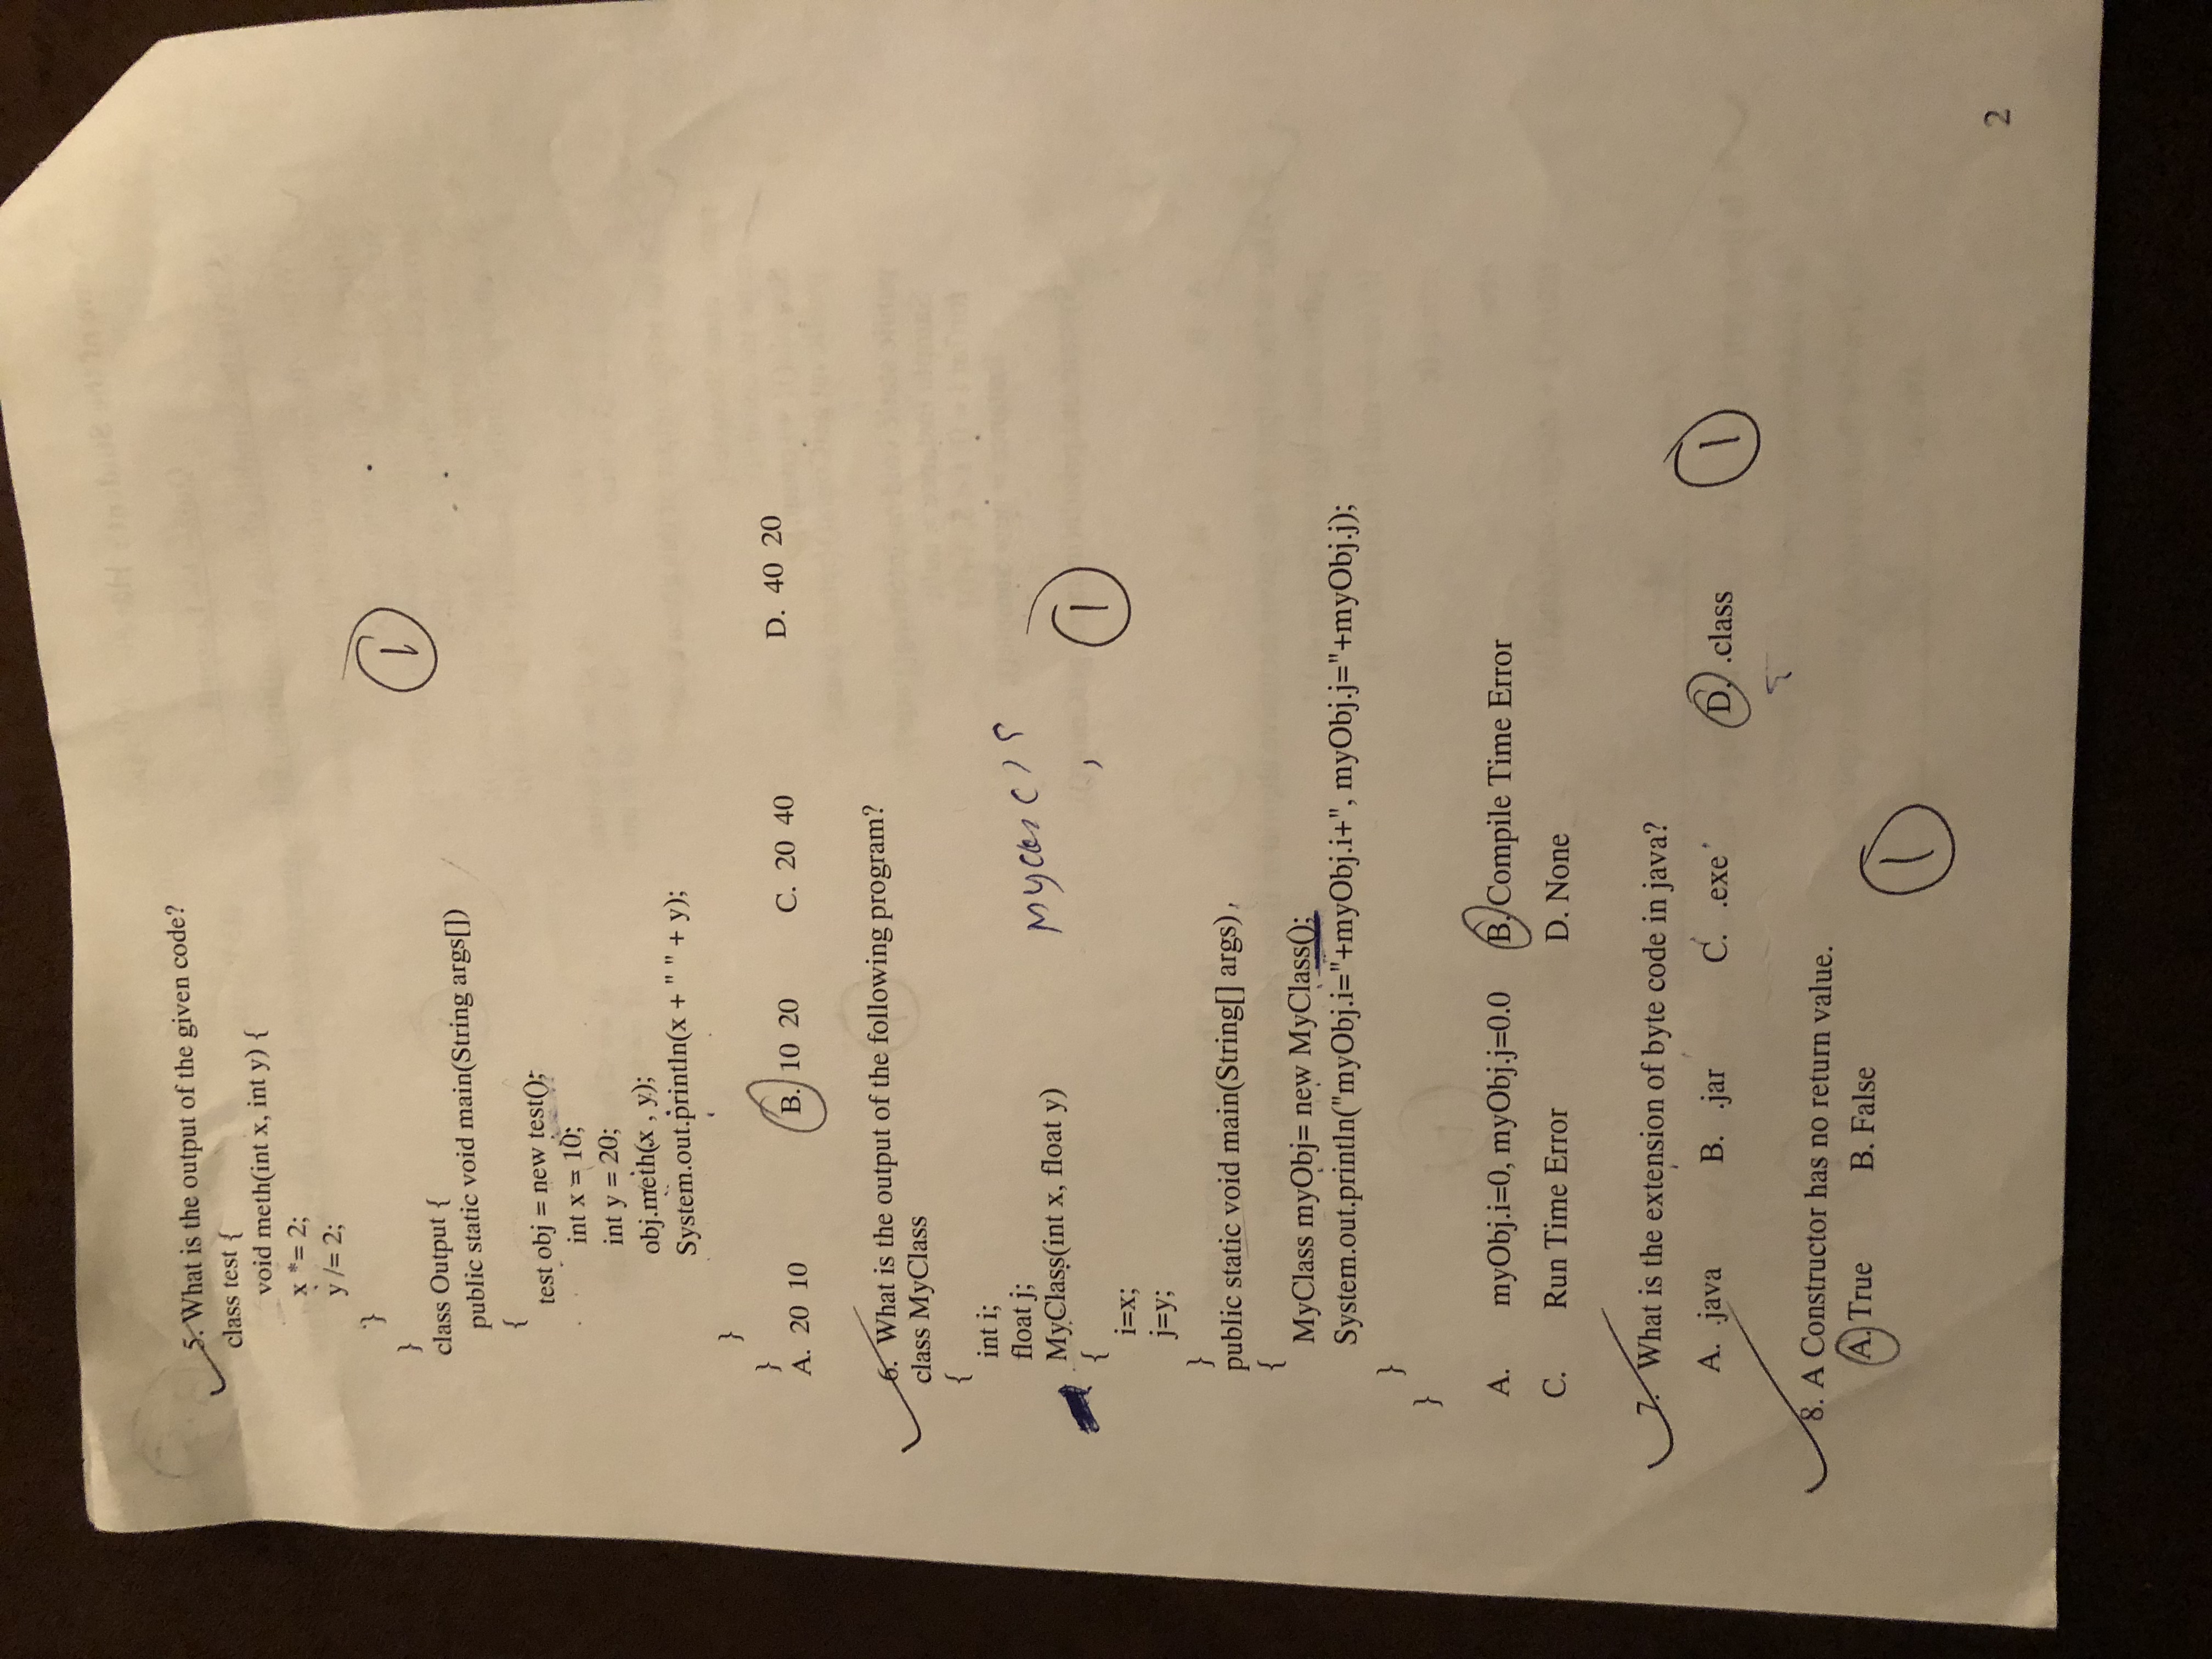 5. What is the output of the given code?
class test {
void meth(int x, int y) {
x *= 2;
y /= 2;
}
}
class Output {
public static void main(String args[])
{
test obj = new test();
int x = 10;
int y = 20;
obj.meth(x , y);
System.out.println(x + " " + y);
}
}
1
A. 20 10 B. 10 20 C. 20 40 D. 40 20
6. What is the output of the following program?
class MyClass
{
int i;
float j;
MyClass(int x, float y)
{
i=x;
j=y;
}
public static void main(String[] args)
{
MyClass myObj= new MyClass();
System.out.println("myObj.i="+myObj.i+", myObj.j="+myObj.j);
}
}
1
A. myObj.i=0, myObj.j=0.0 B. Compile Time Error
C. Run Time Error D. None
7. What is the extension of byte code in java?
A. .java B. .jar C. .exe D. .class
1
8. A Constructor has no return value.
A. True B. False
1
2